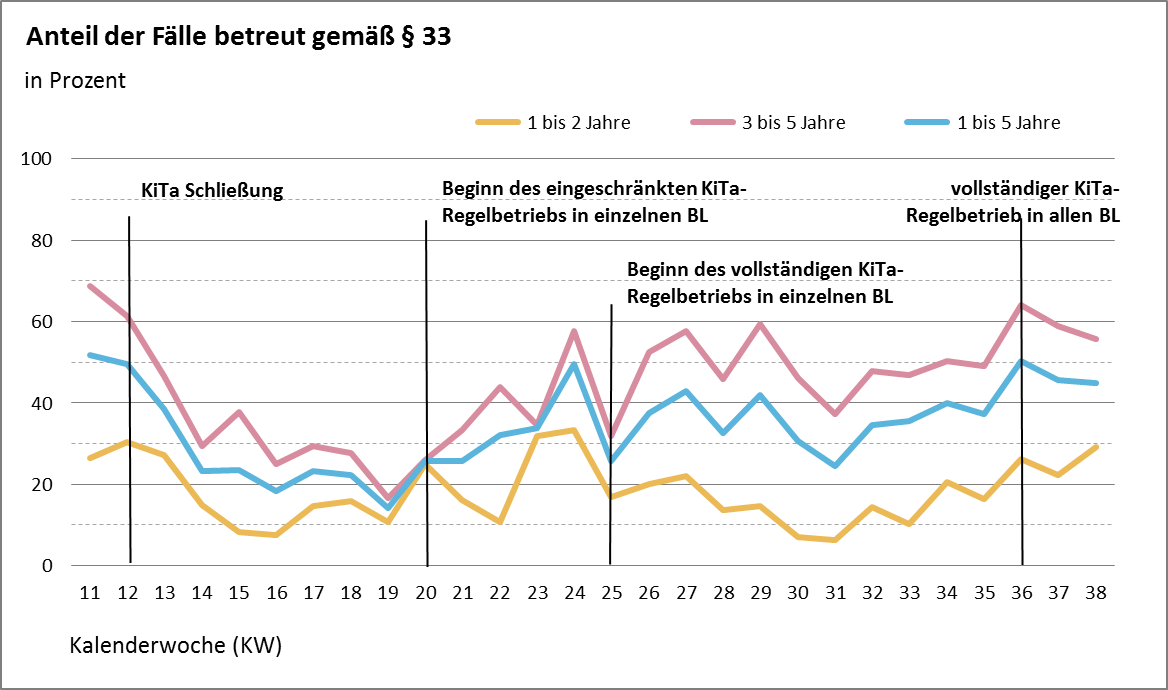 Anteil der Fälle betreut gemäß § 33
in Prozent
1 bis 2 Jahre
3 bis 5 Jahre
1 bis 5 Jahre
100
80
60
40
20
0
KiTa Schließung
Beginn des eingeschränkten KiTa-
Regelbetriebs in einzelnen BL
Beginn des vollständigen KiTa-
Regelbetriebs in einzelnen BL
vollständiger KiTa-
Regelbetrieb in allen BL
11 12 13 14 15 16 17 18 19 20 21 22 23 24 25 26 27 28 29 30 31 32 33 34 35 36 37 38
Kalenderwoche (KW)